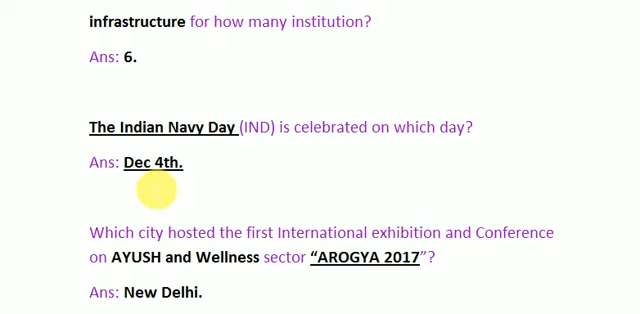 infrastructure for how many institution?
Ans: 6.
The Indian Navy Day (IND) is celebrated on which day?
Ans: Dec 4th.
Which city hosted the first International exhibition and Conference
on AYUSH and Wellness sector “AROGYA 2017”?
Ans: New Delhi.